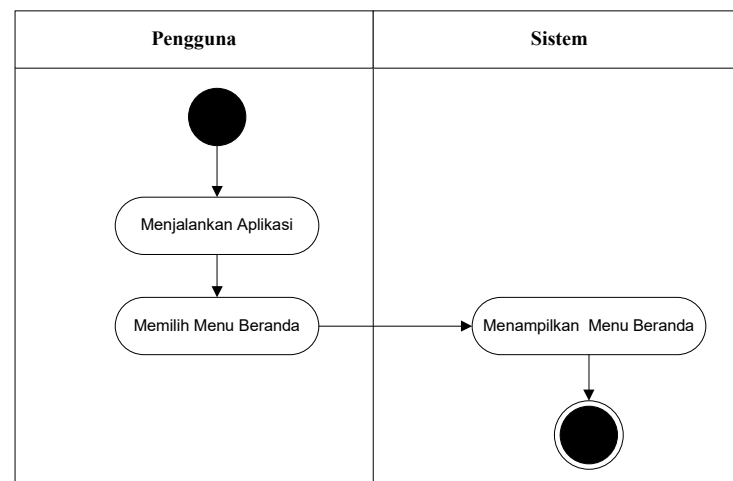 Pengguna
Sistem
Menjalankan Aplikasi
Memilih Menu Beranda
Menampilkan  Menu Beranda